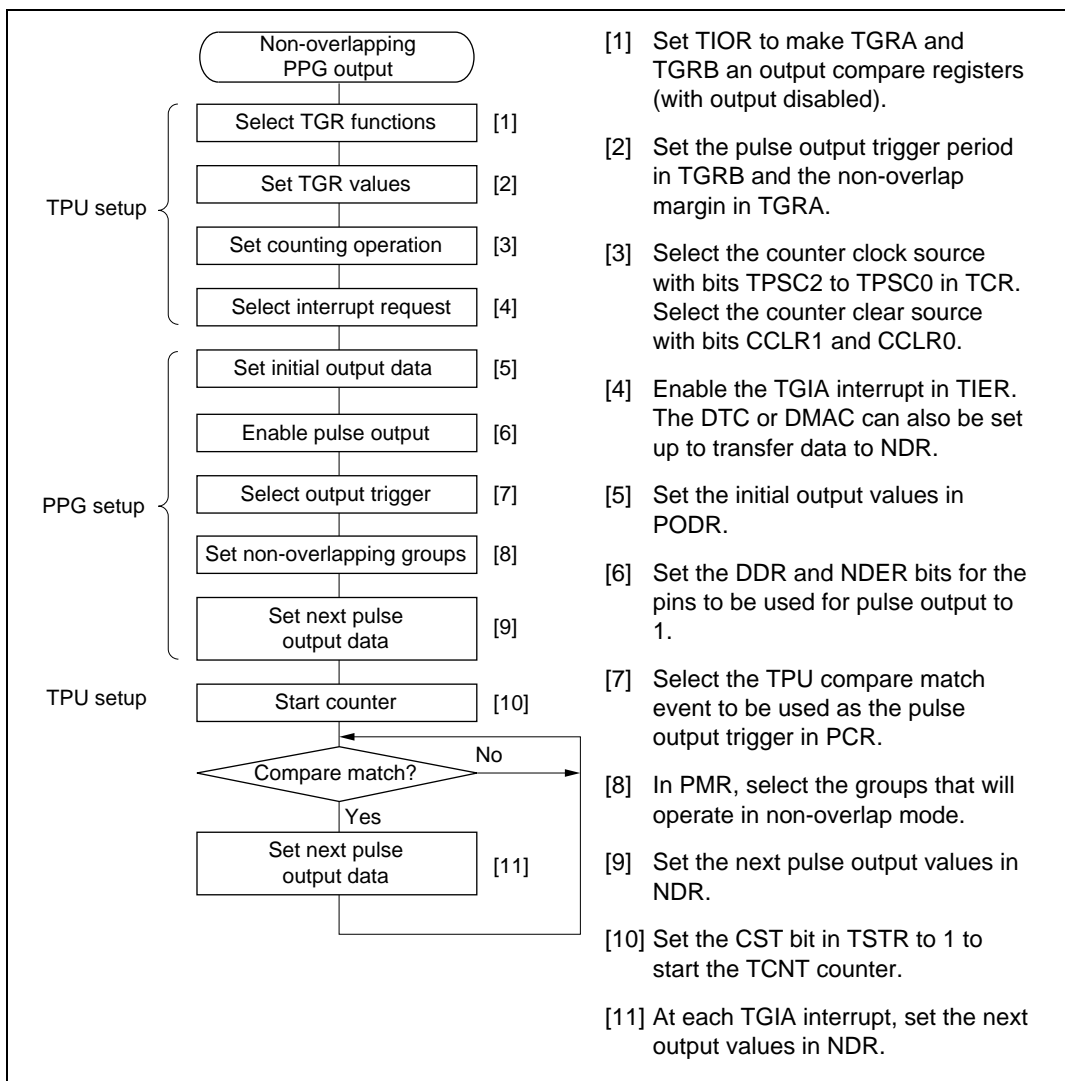 Non-overlapping
PPG output
TPU setup
Select TGR functions [1]
Set TGR values [2]
Set counting operation [3]
Select interrupt request [4]
PPG setup
Set initial output data [5]
Enable pulse output [6]
Select output trigger [7]
Set non-overlapping groups [8]
Set next pulse
output data [9]
TPU setup
Start counter [10]
Compare match?
No
Yes
Set next pulse
output data [11]
[1] Set TIOR to make TGRA and
TGRB an output compare registers
(with output disabled).
[2] Set the pulse output trigger period
in TGRB and the non-overlap
margin in TGRA.
[3] Select the counter clock source
with bits TPSC2 to TPSC0 in TCR.
Select the counter clear source
with bits CCLR1 and CCLR0.
[4] Enable the TGIA interrupt in TIER.
The DTC or DMAC can also be set
up to transfer data to NDR.
[5] Set the initial output values in
PODR.
[6] Set the DDR and NDER bits for the
pins to be used for pulse output to
1.
[7] Select the TPU compare match
event to be used as the pulse
output trigger in PCR.
[8] In PMR, select the groups that will
operate in non-overlap mode.
[9] Set the next pulse output values in
NDR.
[10] Set the CST bit in TSTR to 1 to
start the TCNT counter.
[11] At each TGIA interrupt, set the next
output values in NDR.